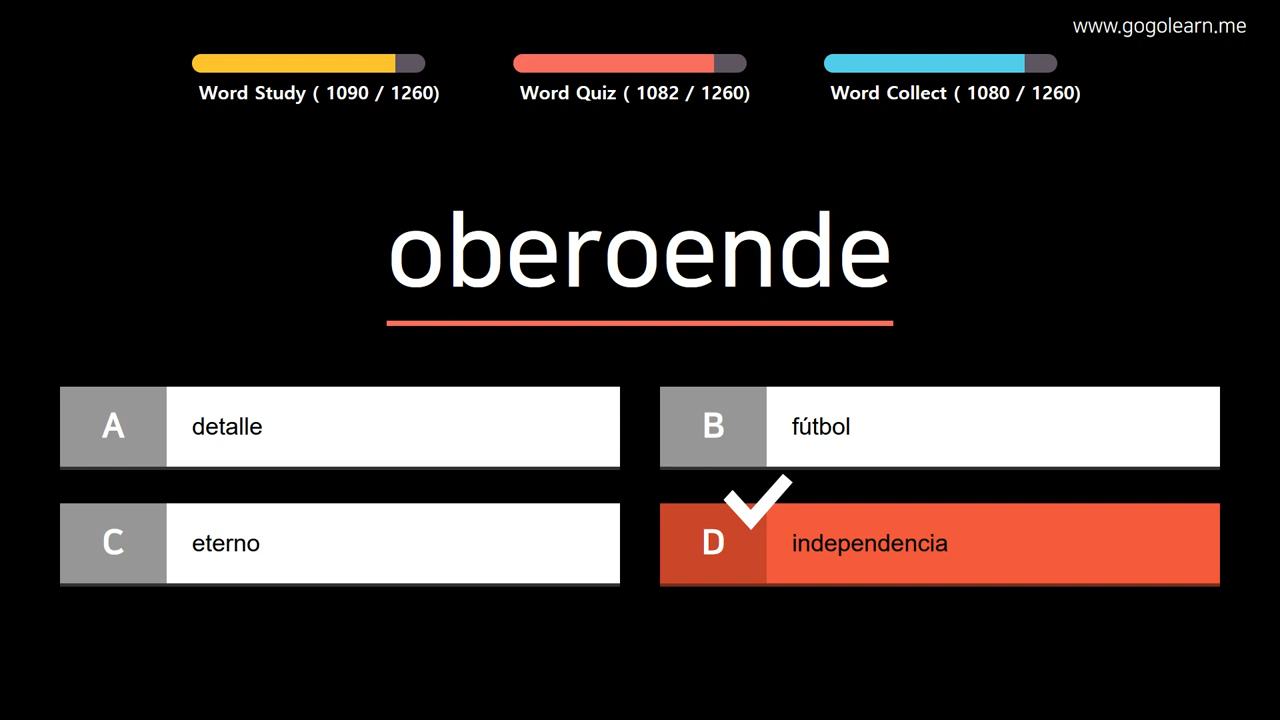 www.gogolearn.me
Word Study ( 1090 / 1260)
Word Quiz ( 1082 / 1260)
Word Collect ( 1080 / 1260)
oberoende
A detalle
B fútbol
C eterno
D independencia